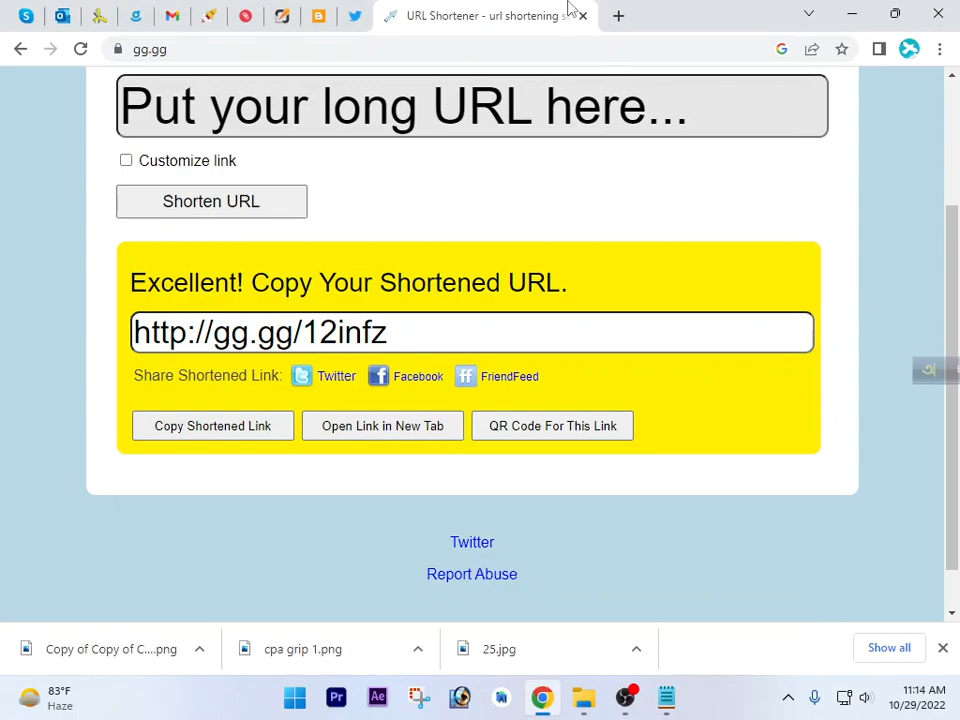 URL Shortener - url shortening s
gg.gg
Put your long URL here...
Customize link
Shorten URL
Excellent! Copy Your Shortened URL.
http://gg.gg/12infz
Share Shortened Link: Twitter Facebook FriendFeed
Copy Shortened Link Open Link in New Tab QR Code For This Link
Twitter
Report Abuse
Copy of Copy of C....png cpa grip 1.png 25.jpg Show all
83°F
Haze
11:14 AM
10/29/2022